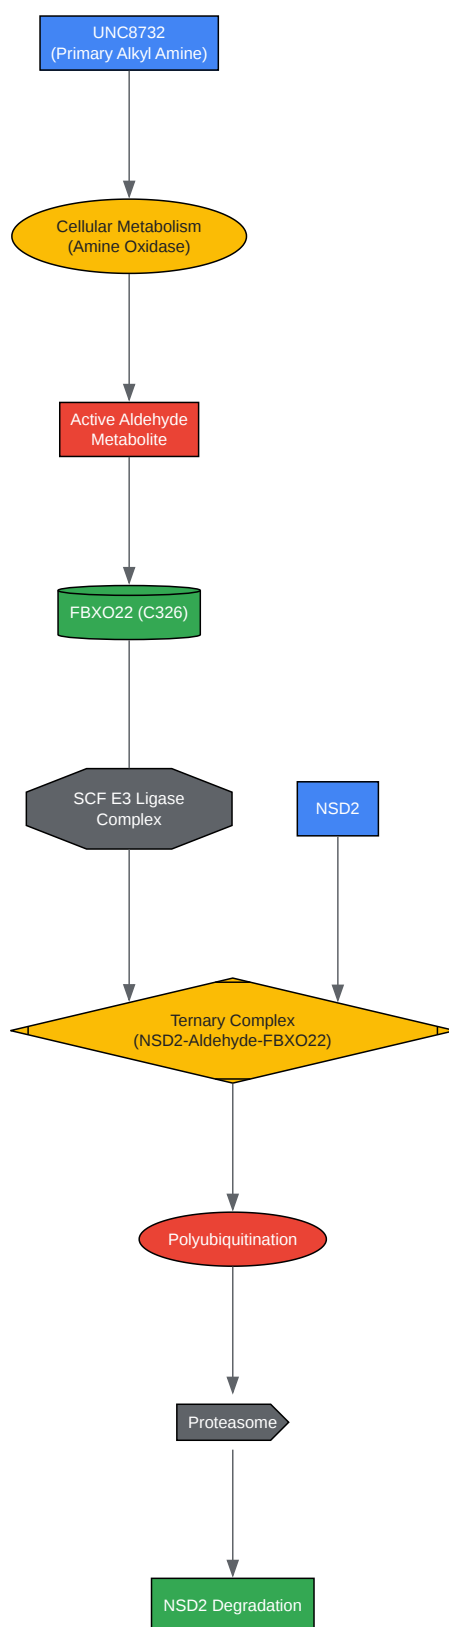 UNC8732
(Primary Alkyl Amine)
Cellular Metabolism
(Amine Oxidase)
Active Aldehyde
Metabolite
FBXO22 (C326)
SCF E3 Ligase
Complex
NSD2
Ternary Complex
(NSD2-Aldehyde-FBXO22)
Polyubiquitination
Proteasome
NSD2 Degradation